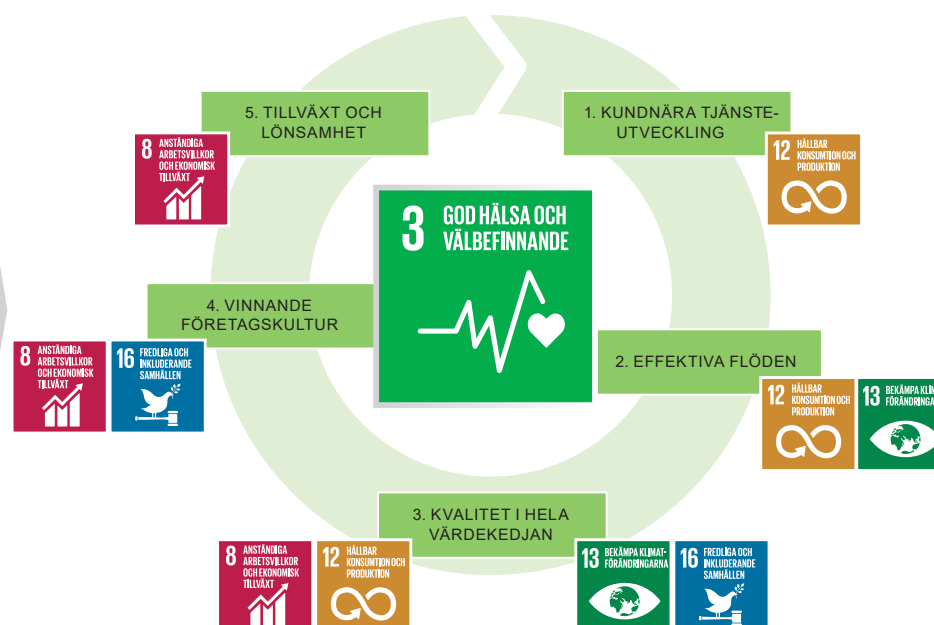 5. TILLVÄXT OCH
LÖNSAMHET
8 ANSTÄNDIGA
ARBETSVILLKOR
OCH EKONOMISK
TILLVÄXT
1. KUNDNÄRA TJÄNSTE-
UTVECKLING
12 HÅLLBAR
KONSUMTION OCH
PRODUKTION
3 GOD HÄLSA OCH
VÄLBEFINNANDE
4. VINNANDE
FÖRETAGSKULTUR
8 ANSTÄNDIGA
ARBETSVILLKOR
OCH EKONOMISK
TILLVÄXT
16 FREDLIGA OCH
INKLUDERANDE
SAMHÄLLEN
2. EFFEKTIVA FLÖDEN
12 HÅLLBAR
KONSUMTION OCH
PRODUKTION
13 BEKÄMPA
3. KVALITET I HELA
VÄRDEKEDJAN
8 ANSTÄNDIGA
ARBETSVILLKOR
OCH EKONOMISK
TILLVÄXT
12 HÅLLBAR
KONSUMTION OCH
PRODUKTION
13 BEKÄMPA KLIMAT-
FÖRÄNDRINGARNA
16 FREDLIGA OCH
INKLUDERANDE
SAMHÄLLEN